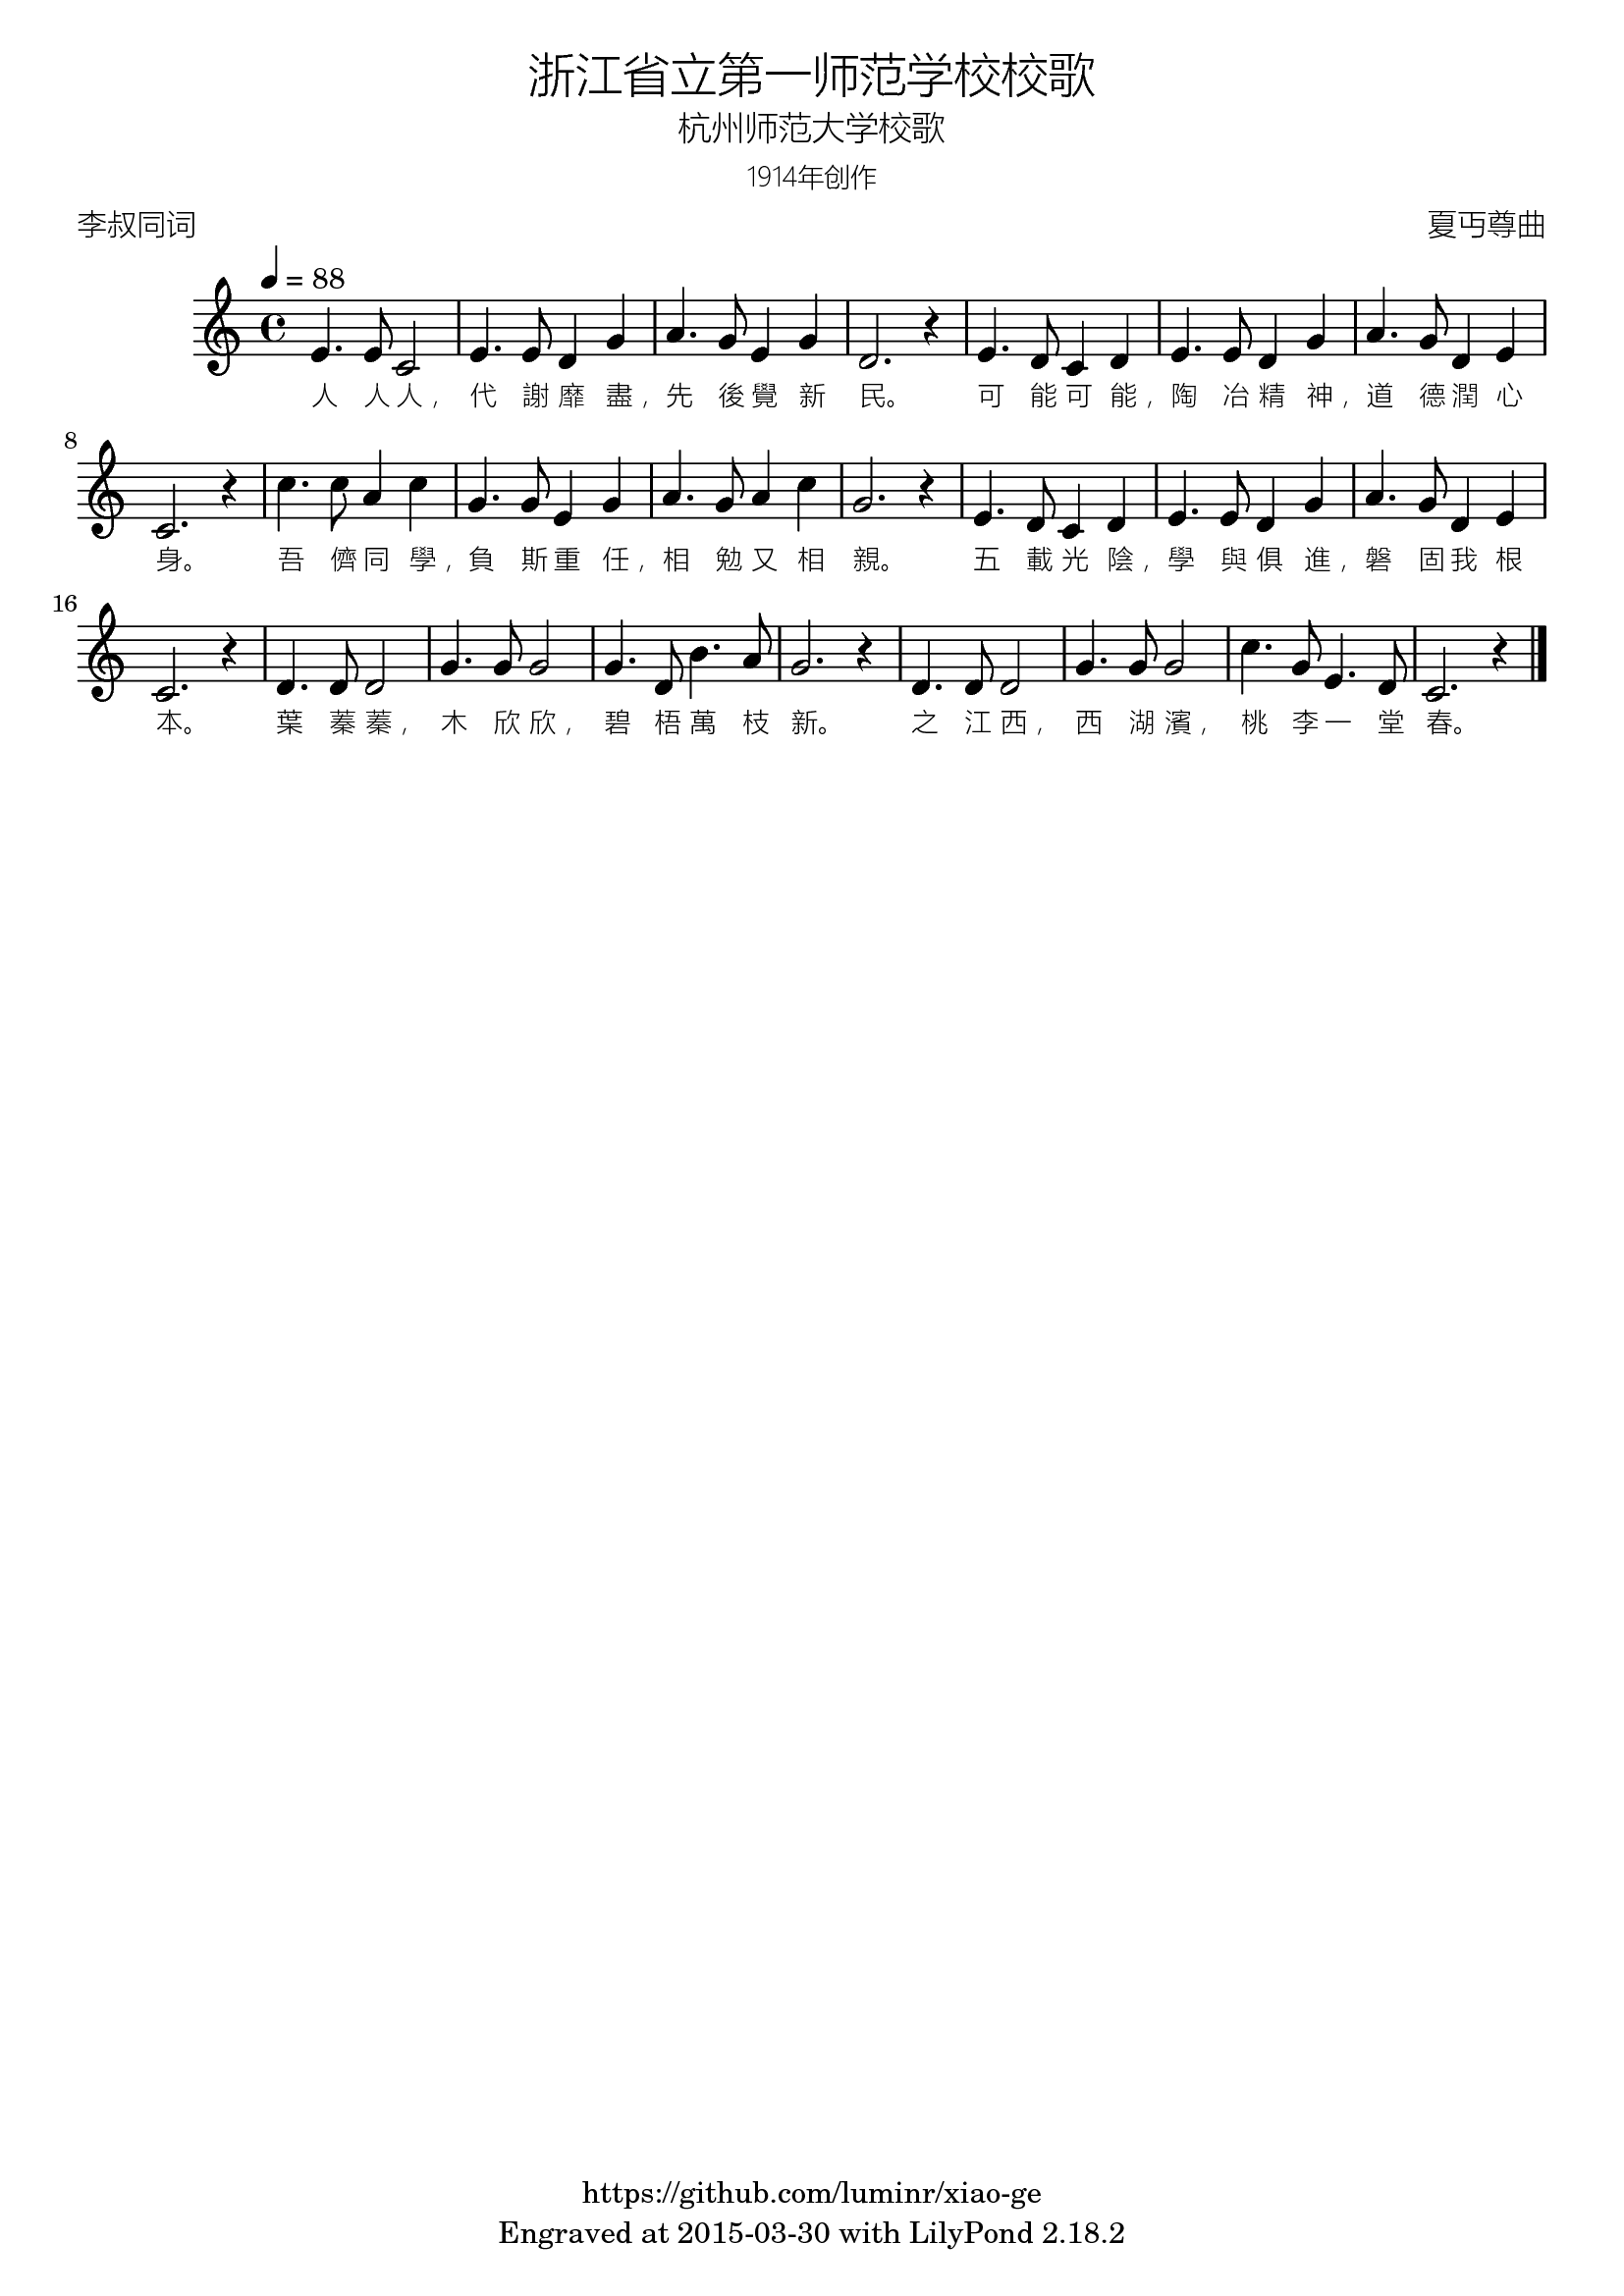 浙江省立第一师范学校校歌
杭州师范大学校歌
1914年创作
李叔同词 夏丏尊曲
= 88
人 人 人， 代 謝 靡 盡， 先 後 覺 新 民。 可 能 可 能， 陶 冶 精 神， 道 德 潤 心
8
身。 吾 儕 同 學， 負 斯 重 任， 相 勉 又 相 親。 五 載 光 陰， 學 與 俱 進， 磐 固 我 根
16
本。 葉 蓁 蓁， 木 欣 欣， 碧 梧 萬 枝 新。 之 江 西， 西 湖 濱， 桃 李 一 堂 春。
https://github.com/luminr/xiao-ge
Engraved at 2015-03-30 with LilyPond 2.18.2